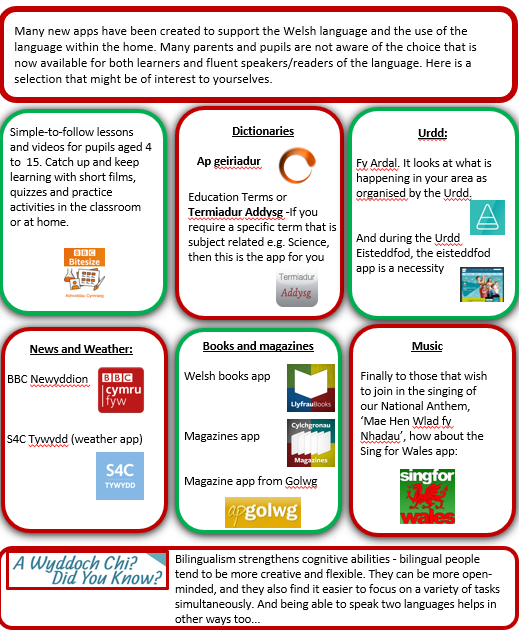 Many new apps have been created to support the Welsh language and the use of the
language within the home. Many parents and pupils are not aware of the choice that is
now available for both learners and fluent speakers/readers of the language. Here is a
selection that might be of interest to yourselves.
Simple-to-follow lessons
and videos for pupils aged 4
to 15. Catch up and keep
learning with short films,
quizzes and practice
activities in the classroom
or at home.
BBC
Bitesize
Dictionaries
Ap geiriadur
Education Terms or
Termiadur Addysg -If you
require a specific term that is
subject related e.g. Science,
then this is the app for you
Termiadur
Addysg
Urdd:
Fy Ardal. It looks at what is
happening in your area as
organised by the Urdd.
And during the Urdd
Eisteddfod, the eisteddfod
app is a necessity
News and Weather:
BBC Newyddion
BBC
cymru
fyw
S4C Tywydd (weather app)
S4C
TYWYDD
Books and magazines
Welsh books app
LlyfrauBooks
Magazines app
Cylchgronau
Magazines
Magazine app from Golwg
apgolwg
Music
Finally to those that wish
to join in the singing of
our National Anthem,
‘Mae Hen Wlad fy
Nhadau’, how about the
Sing for Wales app:
singfor
wales
A Wyddoch Chi?
Did You Know?
Bilingualism strengthens cognitive abilities - bilingual people
tend to be more creative and flexible. They can be more open-
minded, and they also find it easier to focus on a variety of tasks
simultaneously. And being able to speak two languages helps in
other ways too...